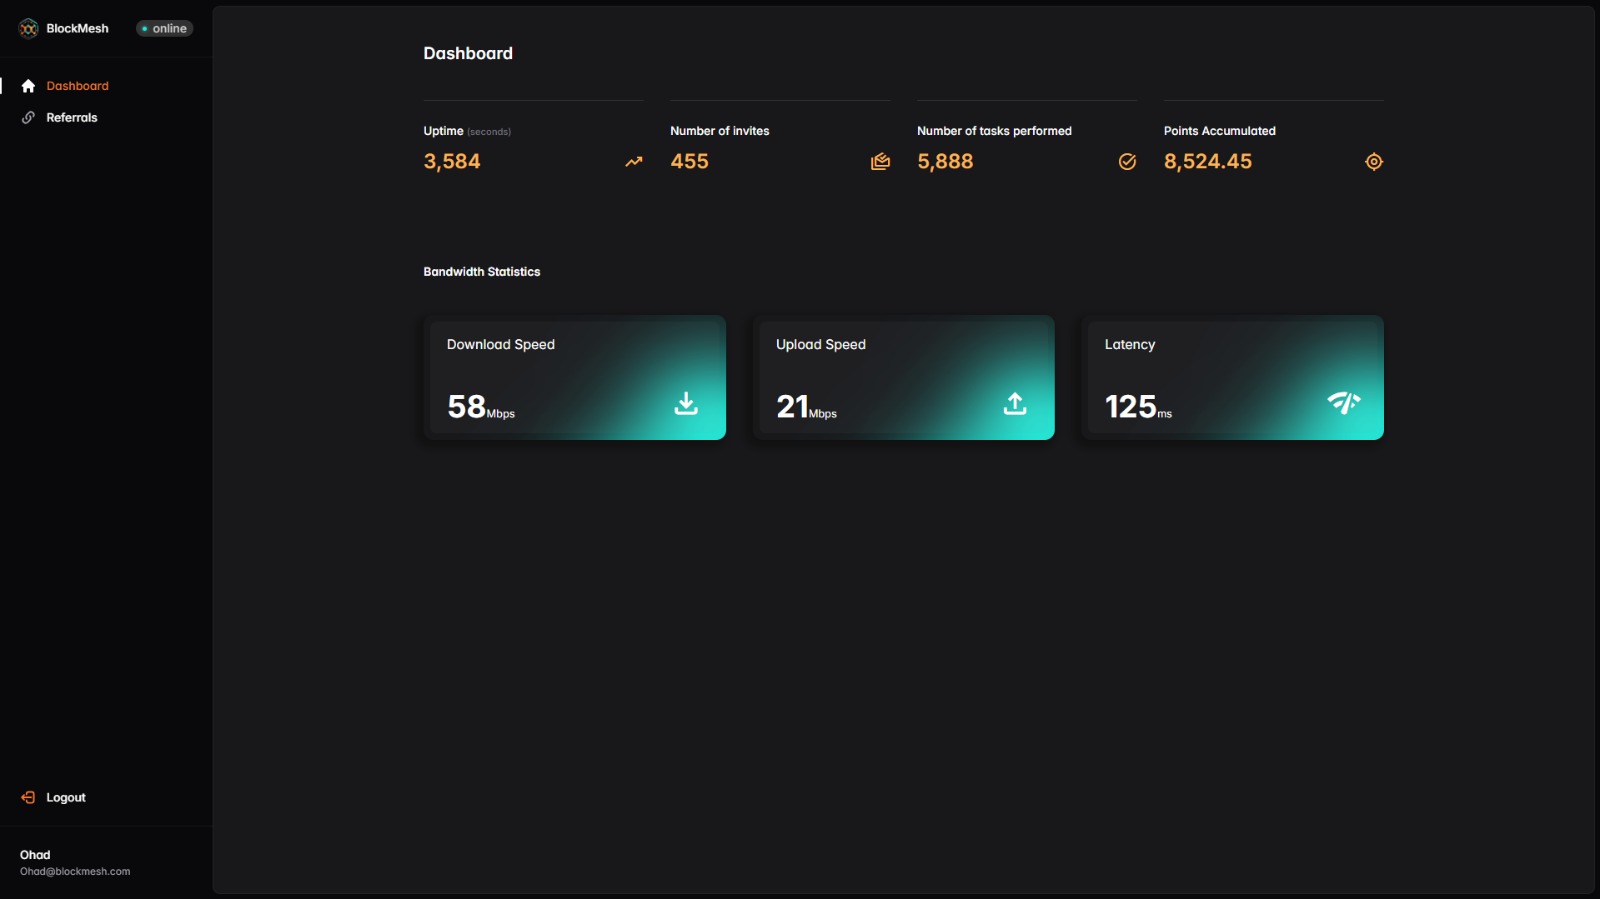 BlockMesh
online
Dashboard
Referrals
Logout
Ohad
Ohad@blockmesh.com
Dashboard
Uptime (seconds)
3,584
Number of invites
455
Number of tasks performed
5,888
Points Accumulated
8,524.45
Bandwidth Statistics
Download Speed
58Mbps
Upload Speed
21Mbps
Latency
125ms